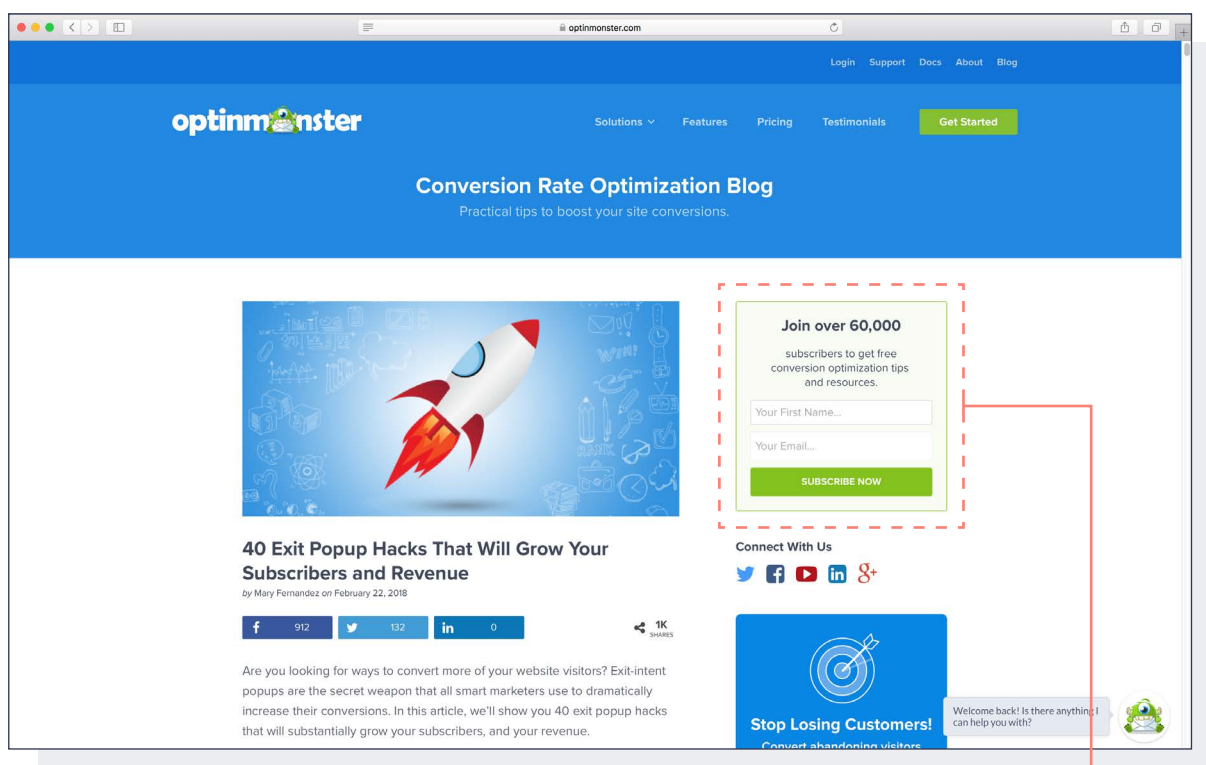 optinmonster.com
Login Support Docs About Blog
optinmonster
Solutions Features Pricing Testimonials Get Started
Conversion Rate Optimization Blog
Practical tips to boost your site conversions.
WIN!
RANK
Join over 60,000
subscribers to get free
conversion optimization tips
and resources.
Your First Name...
Your Email...
SUBSCRIBE NOW
40 Exit Popup Hacks That Will Grow Your
Subscribers and Revenue
by Mary Fernandez on February 22, 2018
912 132 0 1K
SHARES
Are you looking for ways to convert more of your website visitors? Exit-intent
popups are the secret weapon that all smart marketers use to dramatically
increase their conversions. In this article, we'll show you 40 exit popup hacks
that will substantially grow your subscribers, and your revenue.
Connect With Us
Stop Losing Customers!
Convert abandoning visitors
Welcome back! Is there anything I
can help you with?